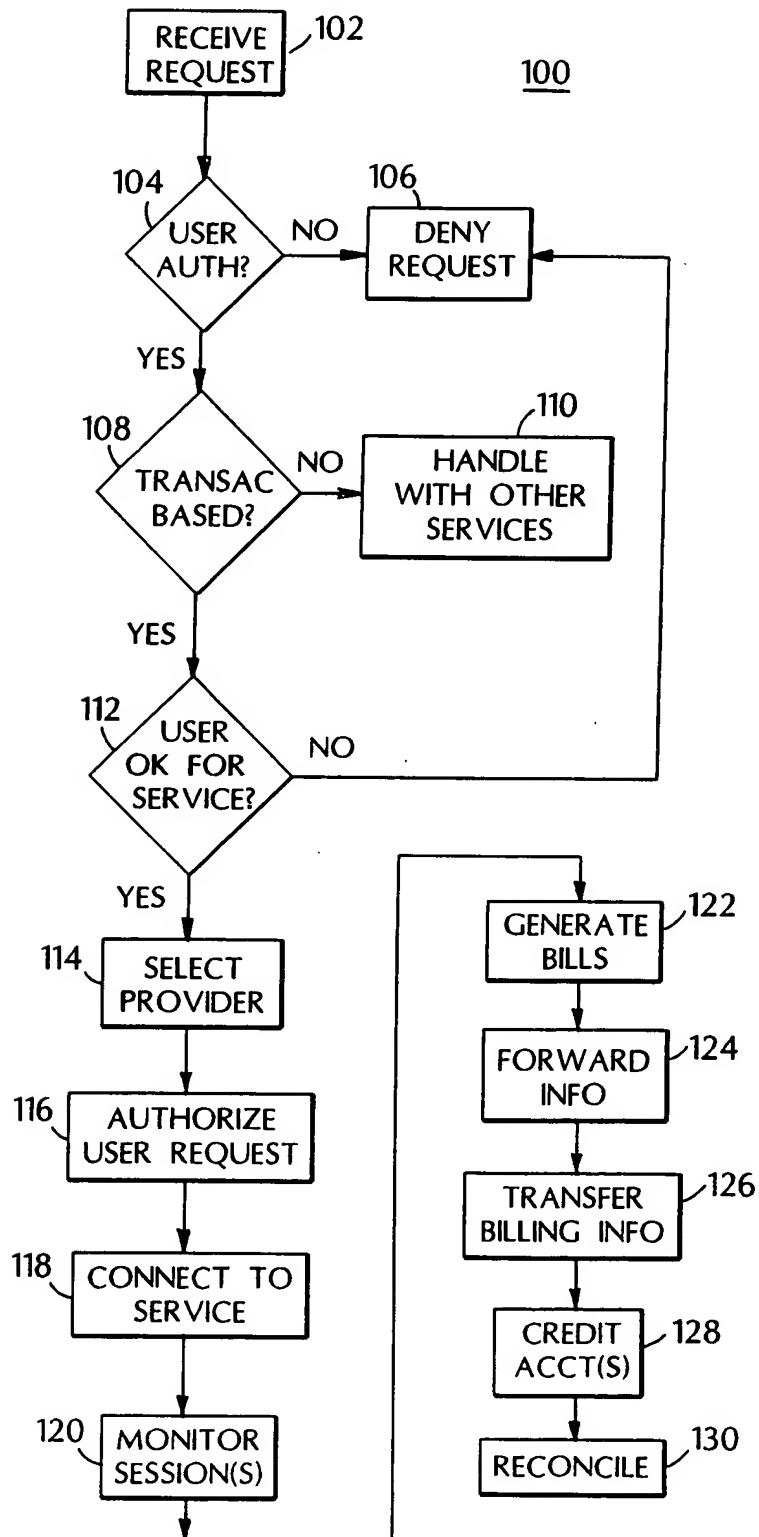 RECEIVE
REQUEST
102
100
104
USER
AUTH?
NO
106
DENY
REQUEST
YES
108
TRANSAC
BASED?
NO
110
HANDLE
WITH OTHER
SERVICES
YES
112
USER
OK FOR
SERVICE?
NO
YES
114
SELECT
PROVIDER
116
AUTHORIZE
USER REQUEST
118
CONNECT TO
SERVICE
120
MONITOR
SESSION(S)
GENERATE
BILLS
122
FORWARD
INFO
124
TRANSFER
BILLING INFO
126
CREDIT
ACCT(S)
128
RECONCILE
130